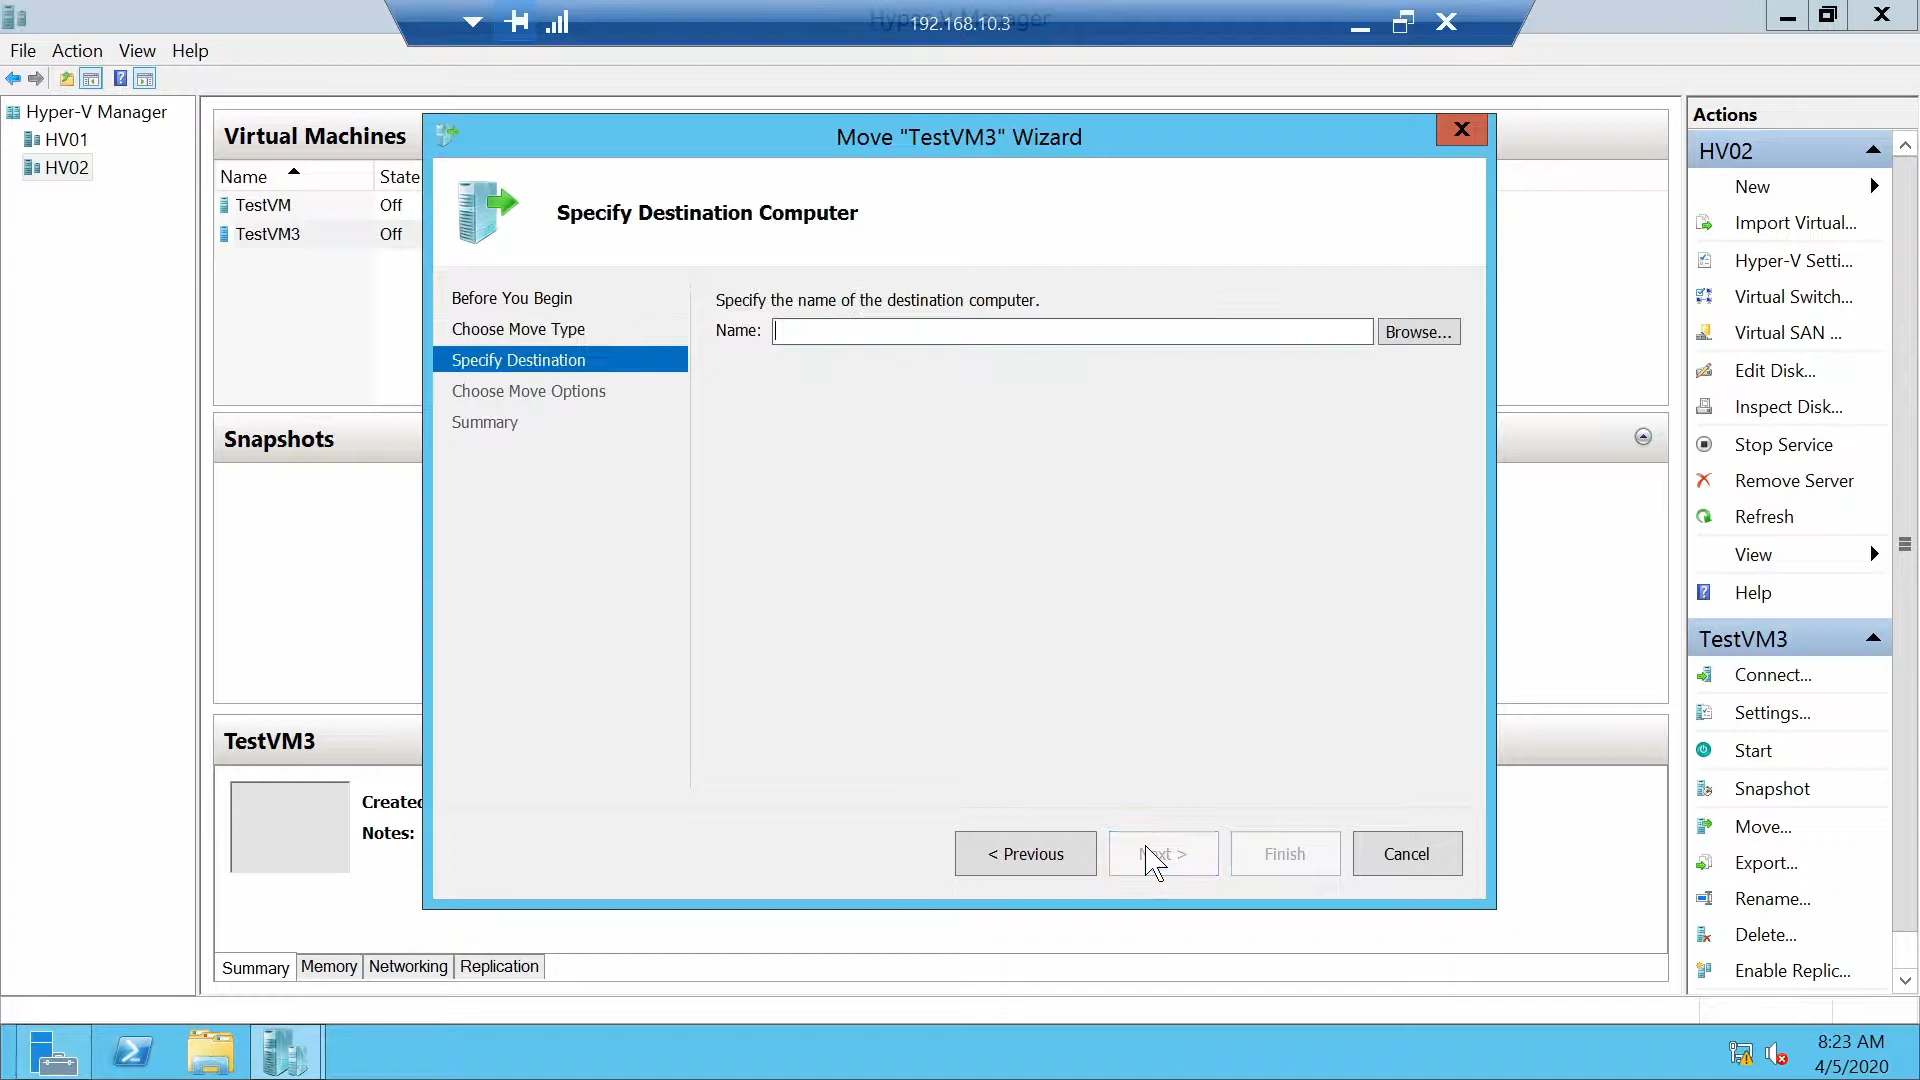 Hyper-V Manager
192.168.10.3
File Action View Help
Hyper-V Manager
HV01
HV02
Virtual Machines
Name State
TestVM Off
TestVM3 Off
Snapshots
TestVM3
Created
Notes:
Summary Memory Networking Replication
Move "TestVM3" Wizard
Specify Destination Computer
Before You Begin
Choose Move Type
Specify Destination
Choose Move Options
Summary
Specify the name of the destination computer.
Name: Browse...
< Previous Next > Finish Cancel
Actions
HV02
New
Import Virtual...
Hyper-V Setti...
Virtual Switch...
Virtual SAN ...
Edit Disk...
Inspect Disk...
Stop Service
Remove Server
Refresh
View
Help
TestVM3
Connect...
Settings...
Start
Snapshot
Move...
Export...
Rename...
Delete...
Enable Replic...
8:23 AM
4/5/2020